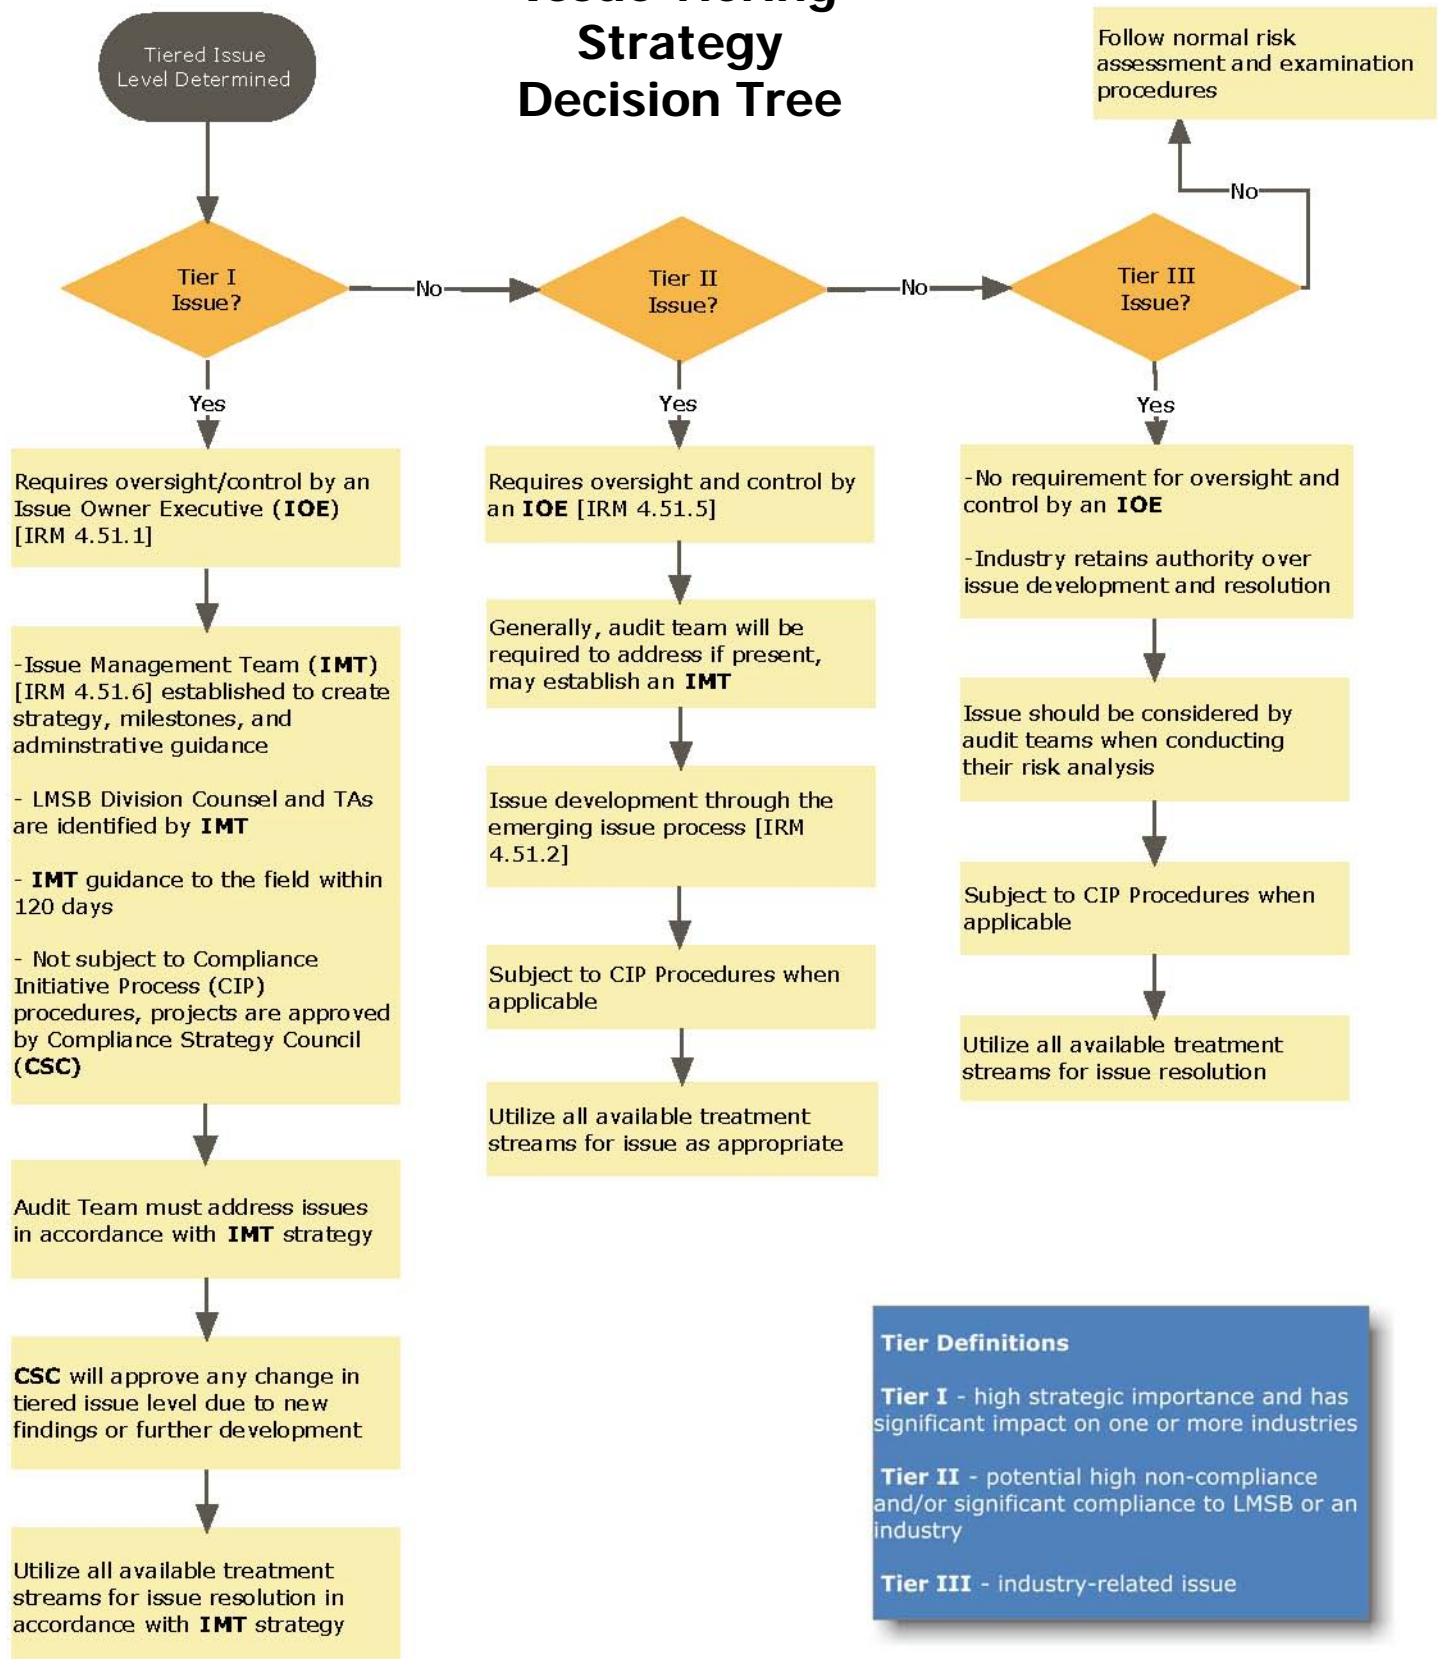 Issue Tiering
Strategy
Decision Tree
Tiered Issue
Level Determined
Follow normal risk
assessment and examination
procedures
No
Tier I
Issue?
No
Tier II
Issue?
No
Tier III
Issue?
Yes
Yes
Yes
Requires oversight/control by an
Issue Owner Executive (IOE)
[IRM 4.51.1]
-Issue Management Team (IMT)
[IRM 4.51.6] established to create
strategy, milestones, and
adminstrative guidance
- LMSB Division Counsel and TAs
are identified by IMT
- IMT guidance to the field within
120 days
- Not subject to Compliance
Initiative Process (CIP)
procedures, projects are approved
by Compliance Strategy Council
(CSC)
Audit Team must address issues
in accordance with IMT strategy
CSC will approve any change in
tiered issue level due to new
findings or further development
Utilize all available treatment
streams for issue resolution in
accordance with IMT strategy
Requires oversight and control by
an IOE [IRM 4.51.5]
Generally, audit team will be
required to address if present,
may establish an IMT
Issue development through the
emerging issue process [IRM
4.51.2]
Subject to CIP Procedures when
applicable
Utilize all available treatment
streams for issue as appropriate
-No requirement for oversight and
control by an IOE
-Industry retains authority over
issue development and resolution
Issue should be considered by
audit teams when conducting
their risk analysis
Subject to CIP Procedures when
applicable
Utilize all available treatment
streams for issue resolution
Tier Definitions
Tier I - high strategic importance and has
significant impact on one or more industries
Tier II - potential high non-compliance
and/or significant compliance to LMSB or an
industry
Tier III - industry-related issue